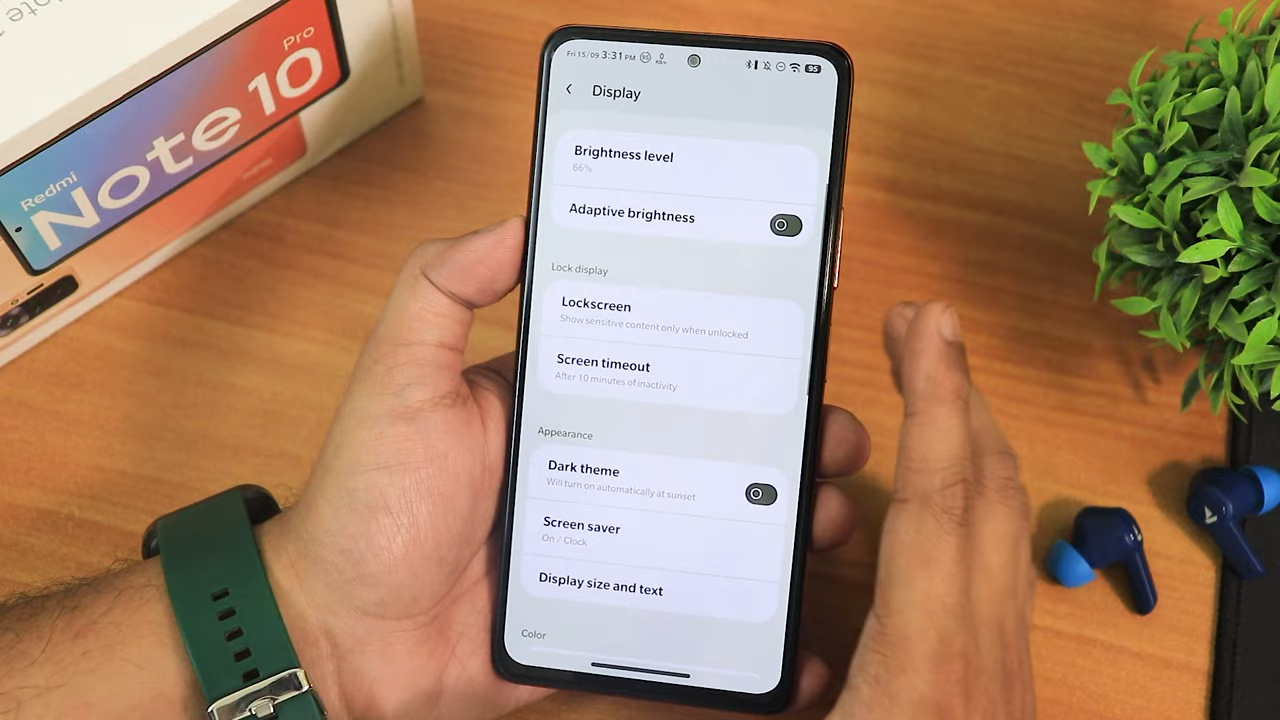 Redmi
Note 10
Pro
Fri 15/09 3:31 PM
95
Display
Brightness level
66%
Adaptive brightness
Lock display
Lockscreen
Show sensitive content only when unlocked
Screen timeout
After 10 minutes of inactivity
Appearance
Dark theme
Will turn on automatically at sunset
Screen saver
On / Clock
Display size and text
Color